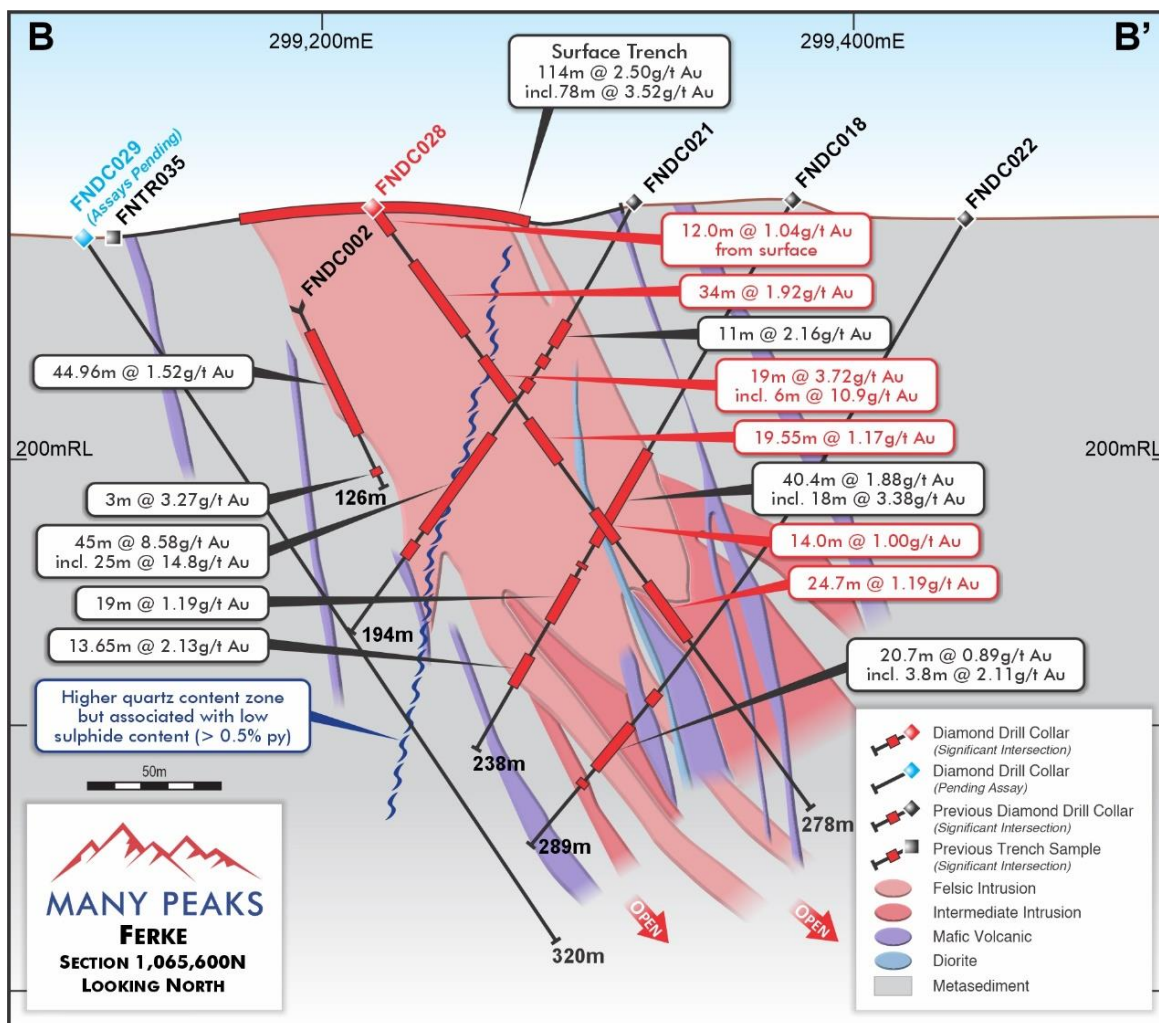 B
299,200mE
299,400mE
B'
Surface Trench
114m @ 2.50g/t Au
incl.78m @ 3.52g/t Au
FNDC029
(Assays Pending)
FNTR035
FNDC028
FNDC002
FNDC021
FNDC018
FNDC022
12.0m @ 1.04g/t Au
from surface
34m @ 1.92g/t Au
11m @ 2.16g/t Au
44.96m @ 1.52g/t Au
19m @ 3.72g/t Au
incl. 6m @ 10.9g/t Au
19.55m @ 1.17g/t Au
200mRL
200mRL
40.4m @ 1.88g/t Au
incl. 18m @ 3.38g/t Au
3m @ 3.27g/t Au
126m
45m @ 8.58g/t Au
incl. 25m @ 14.8g/t Au
14.0m @ 1.00g/t Au
24.7m @ 1.19g/t Au
19m @ 1.19g/t Au
194m
13.65m @ 2.13g/t Au
20.7m @ 0.89g/t Au
incl. 3.8m @ 2.11g/t Au
Higher quartz content zone
but associated with low
sulphide content (> 0.5% py)
238m
278m
289m
320m
OPEN
OPEN
50m
MANY PEAKS
FERKE
SECTION 1,065,600N
LOOKING NORTH
Diamond Drill Collar
(Significant Intersection)
Diamond Drill Collar
(Pending Assay)
Previous Diamond Drill Collar
(Significant Intersection)
Previous Trench Sample
(Significant Intersection)
Felsic Intrusion
Intermediate Intrusion
Mafic Volcanic
Diorite
Metasediment